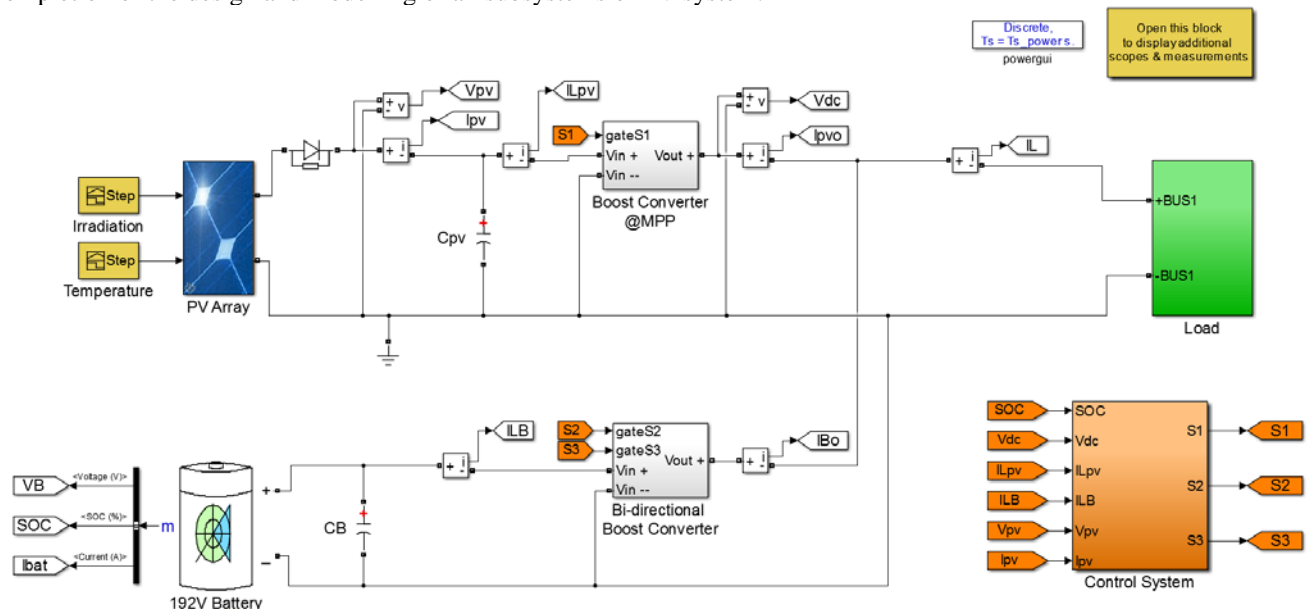 Discrete,
Ts = Ts_powers.
powergui
Open this block
to display additional
scopes & measurements
Vpv
Ipv
ILpv
Vdc
Ipvo
IL
+
v
-
+ i
-
+ i
-
S1
gateS1
Vin +
Vin --
Vout +
Boost Converter
@MPP
+
v
-
+ i
-
+ i
-
Step
Irradiation
Step
Temperature
PV Array
+
Cpv
+BUS1
-BUS1
Load
ILB
S2
S3
gateS2
gateS3
Vin +
Vin --
Vout +
Bi-directional
Boost Converter
+ i
-
+ i
-
IBo
VB
<Voltage (V)>
SOC
<SOC (%)>
Ibat
<Current (A)>
m
+
–
192V Battery
+
CB
SOC
Vdc
ILpv
ILB
Vpv
Ipv
SOC
Vdc
ILpv
ILB
Vpv
Ipv
S1
S2
S3
S1
S2
S3
Control System